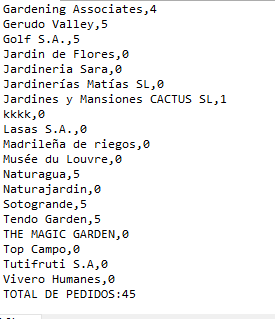 Gardening Associates,4
Gerudo Valley,5
Golf S.A.,5
Jardin de Flores,0
Jardineria Sara,0
Jardinerías Matías SL,0
Jardines y Mansiones CACTUS SL,1
kkkk,0
Lasas S.A.,0
Madrileña de riegos,0
Musée du Louvre,0
Naturagua,5
Naturajardin,0
Sotogrande,5
Tendo Garden,5
THE MAGIC GARDEN,0
Top Campo,0
Tutifruti S.A,0
Vivero Humanes,0
TOTAL DE PEDIDOS:45